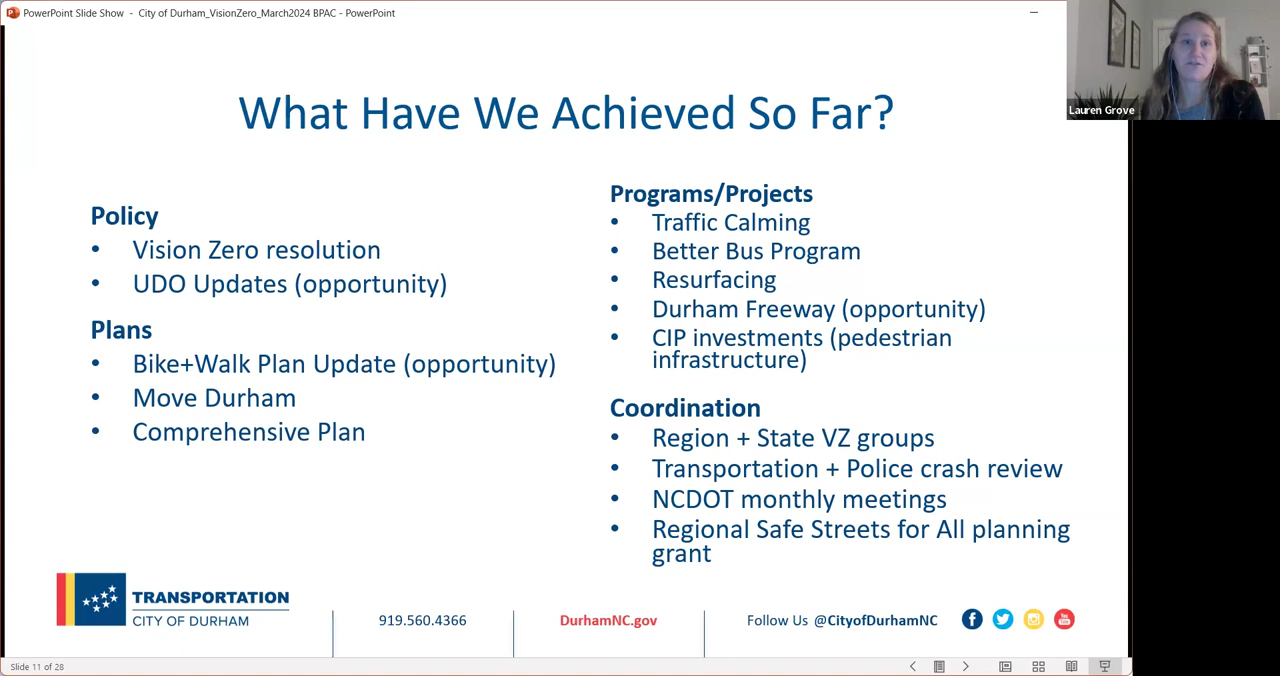 PowerPoint Slide Show - City of Durham_VisionZero_March2024 BPAC - PowerPoint
Lauren Grove
What Have We Achieved So Far?
Policy
• Vision Zero resolution
• UDO Updates (opportunity)
Plans
• Bike+Walk Plan Update (opportunity)
• Move Durham
• Comprehensive Plan
Programs/Projects
• Traffic Calming
• Better Bus Program
• Resurfacing
• Durham Freeway (opportunity)
• CIP investments (pedestrian
infrastructure)
Coordination
• Region + State VZ groups
• Transportation + Police crash review
• NCDOT monthly meetings
• Regional Safe Streets for All planning
grant
TRANSPORTATION
CITY OF DURHAM
919.560.4366
DurhamNC.gov
Follow Us @CityofDurhamNC
Slide 11 of 28